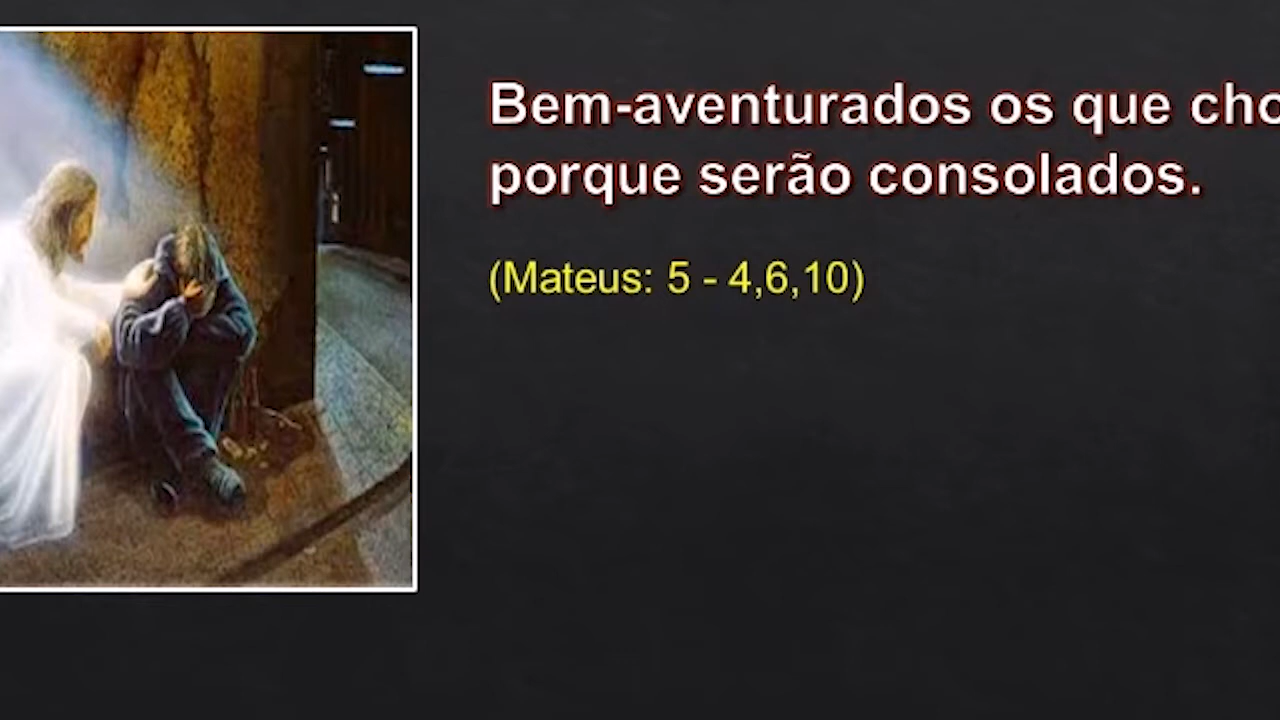 Bem-aventurados os que cho
porque serão consolados.
(Mateus: 5 - 4,6,10)